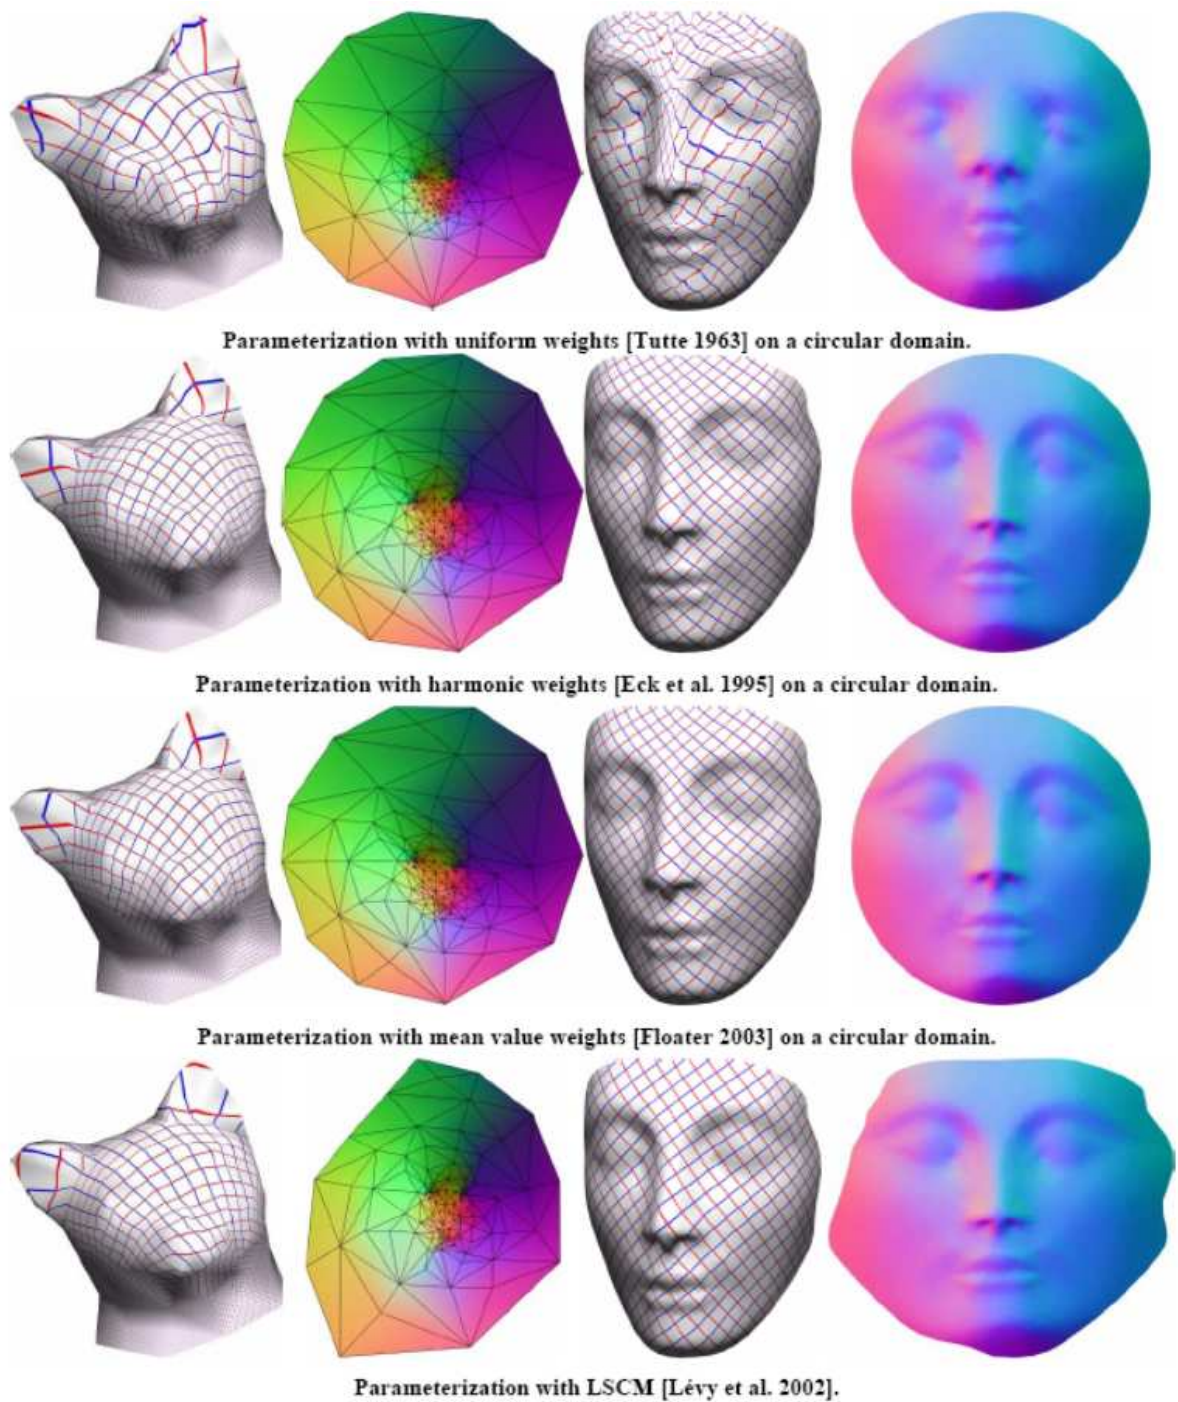 Parameterization with uniform weights [Tutte 1963] on a circular domain.
Parameterization with harmonic weights [Eck et al. 1995] on a circular domain.
Parameterization with mean value weights [Floater 2003] on a circular domain.
Parameterization with LSCM [Lévy et al. 2002].